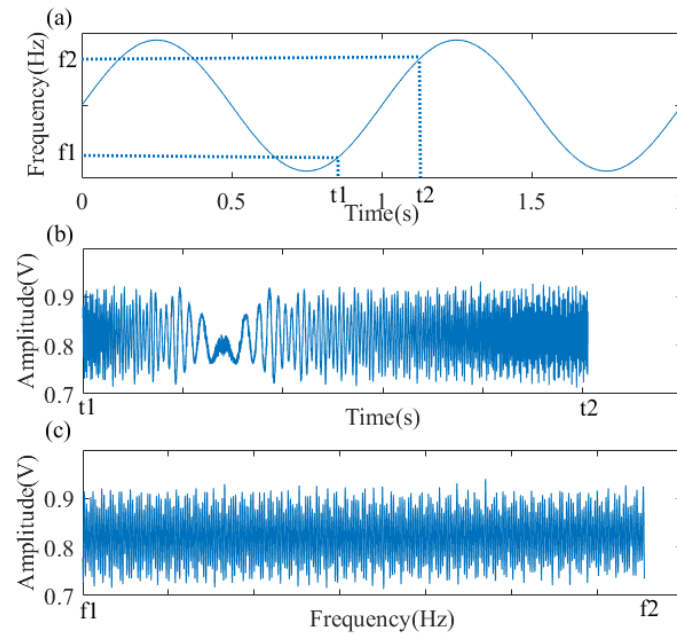 (a)
Frequency(Hz)
f2
f1
0
0.5
t1
1
t2
1.5
Time(s)
(b)
Amplitude(V)
0.9
0.8
0.7
t1
t2
Time(s)
(c)
Amplitude(V)
0.9
0.8
0.7
f1
f2
Frequency(Hz)